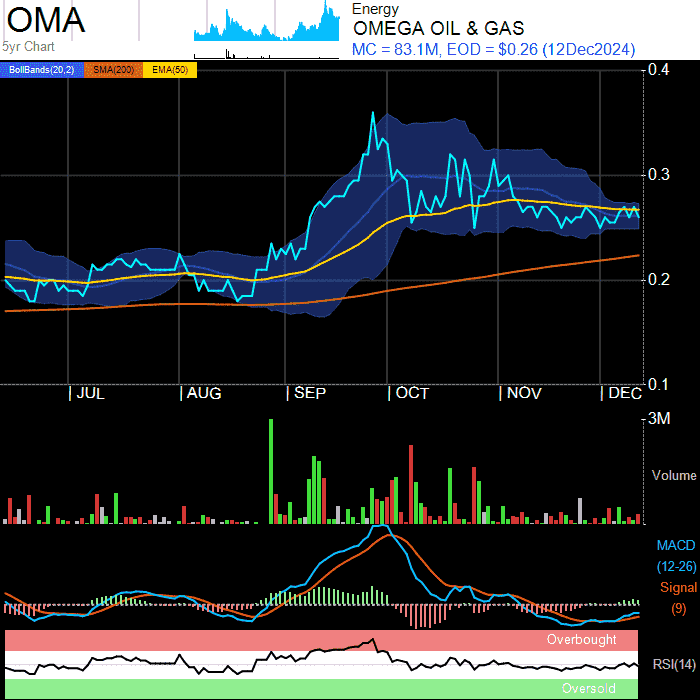 OMA
5yr Chart
Energy
OMEGA OIL & GAS
MC = 83.1M, EOD = $0.26 (12Dec2024)
BollBands(20,2) SMA(200) EMA(50)
0.4
0.3
0.2
0.1
JUL AUG SEP OCT NOV DEC
3M
Volume
MACD
(12-26)
Signal
(9)
Overbought
RSI(14)
Oversold